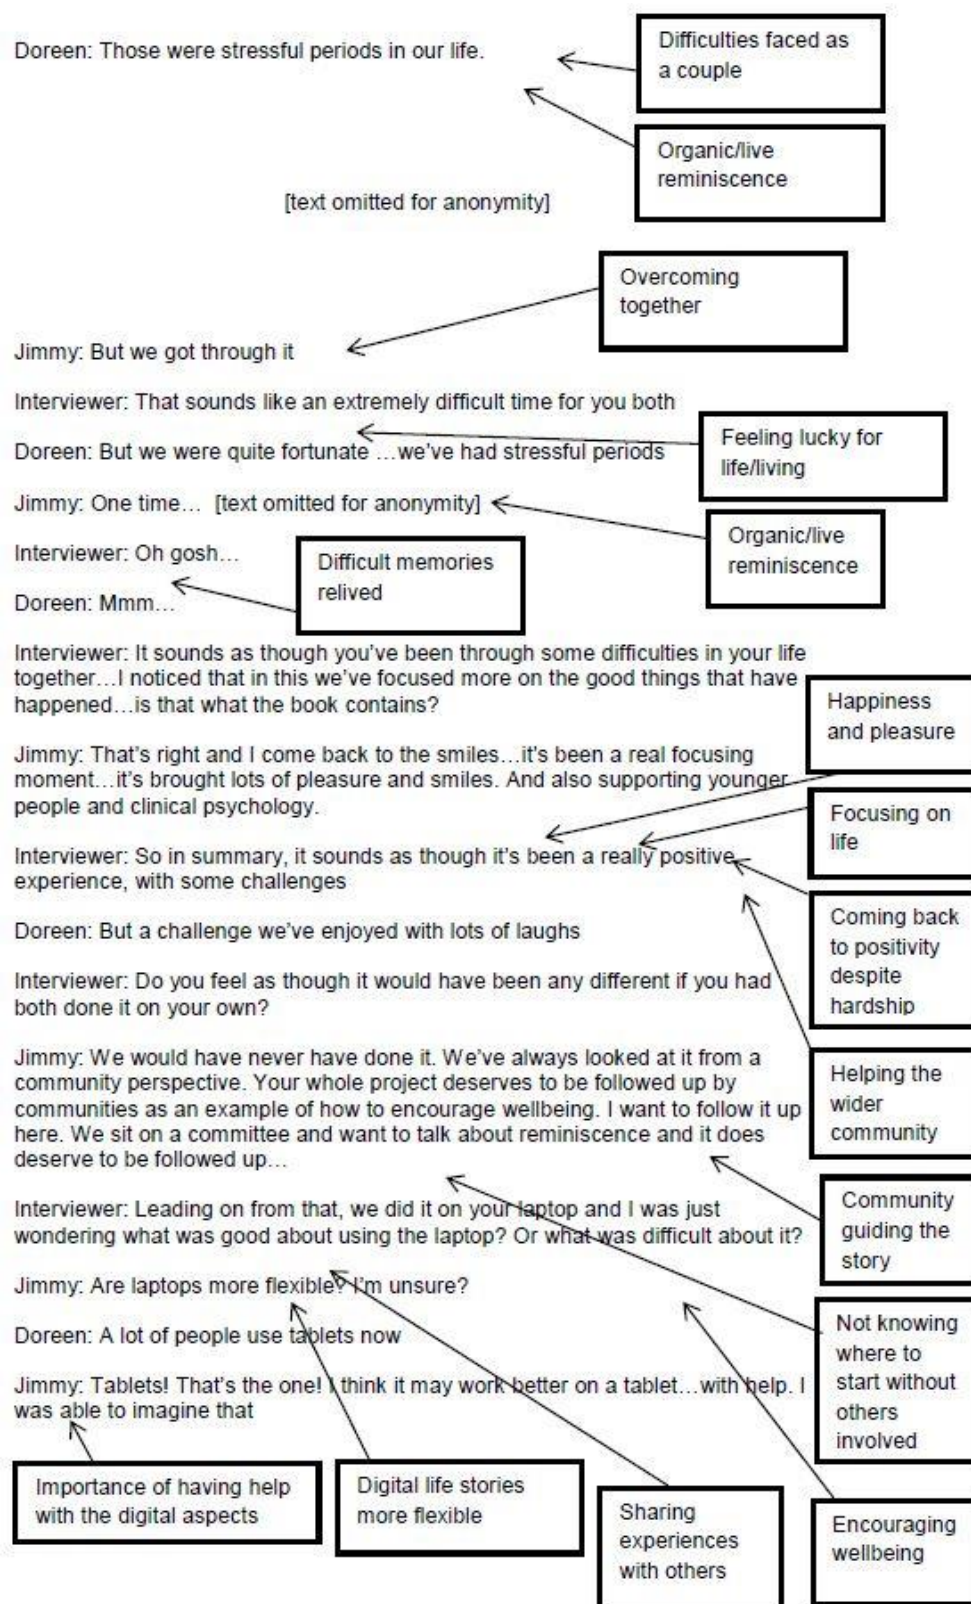 Doreen: Those were stressful periods in our life.
Difficulties faced as
a couple
Organic/live
reminiscence
[text omitted for anonymity]
Overcoming
together
Jimmy: But we got through it
Interviewer: That sounds like an extremely difficult time for you both
Feeling lucky for
life/living
Doreen: But we were quite fortunate …we've had stressful periods
Jimmy: One time… [text omitted for anonymity]
Organic/live
reminiscence
Interviewer: Oh gosh…
Difficult memories
relived
Doreen: Mmm…
Interviewer: It sounds as though you've been through some difficulties in your life
together…I noticed that in this we've focused more on the good things that have
happened…is that what the book contains?
Happiness
and pleasure
Jimmy: That's right and I come back to the smiles…it's been a real focusing
moment…it's brought lots of pleasure and smiles. And also supporting younger
people and clinical psychology.
Focusing on
life
Interviewer: So in summary, it sounds as though it's been a really positive
experience, with some challenges
Coming back
to positivity
despite
hardship
Doreen: But a challenge we've enjoyed with lots of laughs
Interviewer: Do you feel as though it would have been any different if you had
both done it on your own?
Helping the
wider
community
Jimmy: We would have never have done it. We've always looked at it from a
community perspective. Your whole project deserves to be followed up by
communities as an example of how to encourage wellbeing. I want to follow it up
here. We sit on a committee and want to talk about reminiscence and it does
deserve to be followed up…
Community
guiding the
story
Interviewer: Leading on from that, we did it on your laptop and I was just
wondering what was good about using the laptop? Or what was difficult about it?
Jimmy: Are laptops more flexible? I'm unsure?
Not knowing
where to
start without
others
involved
Doreen: A lot of people use tablets now
Jimmy: Tablets! That's the one! I think it may work better on a tablet…with help. I
was able to imagine that
Importance of having help
with the digital aspects
Digital life stories
more flexible
Sharing
experiences
with others
Encouraging
wellbeing